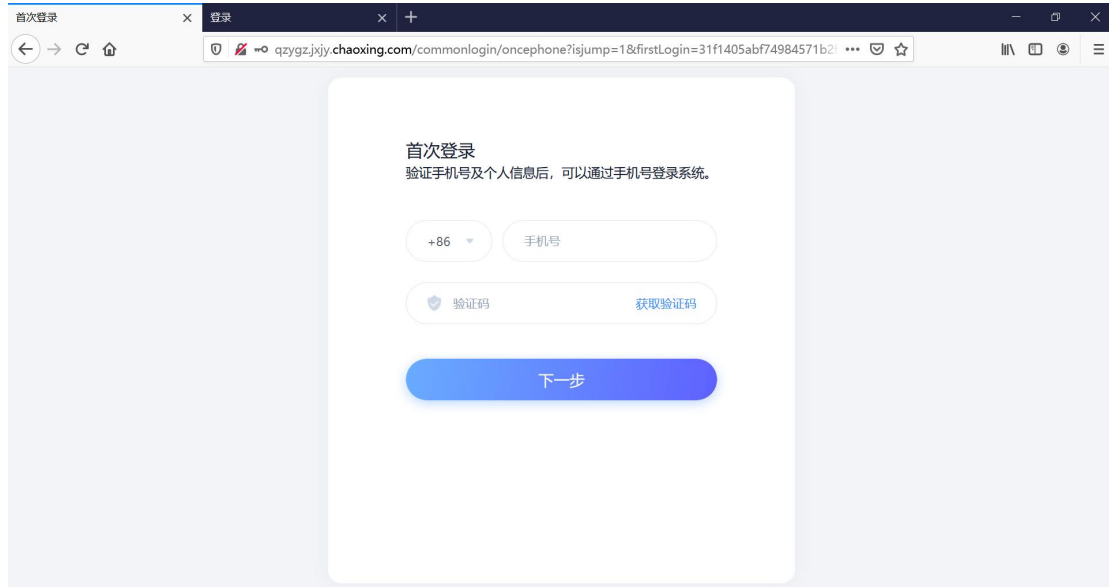 首次登录
登录
qzygz.jxjy.chaoxing.com/commonlogin/oncephone?isjump=1&firstLogin=31f1405abf74984571b2
首次登录
验证手机号及个人信息后，可以通过手机号登录系统。
+86
手机号
验证码
获取验证码
下一步